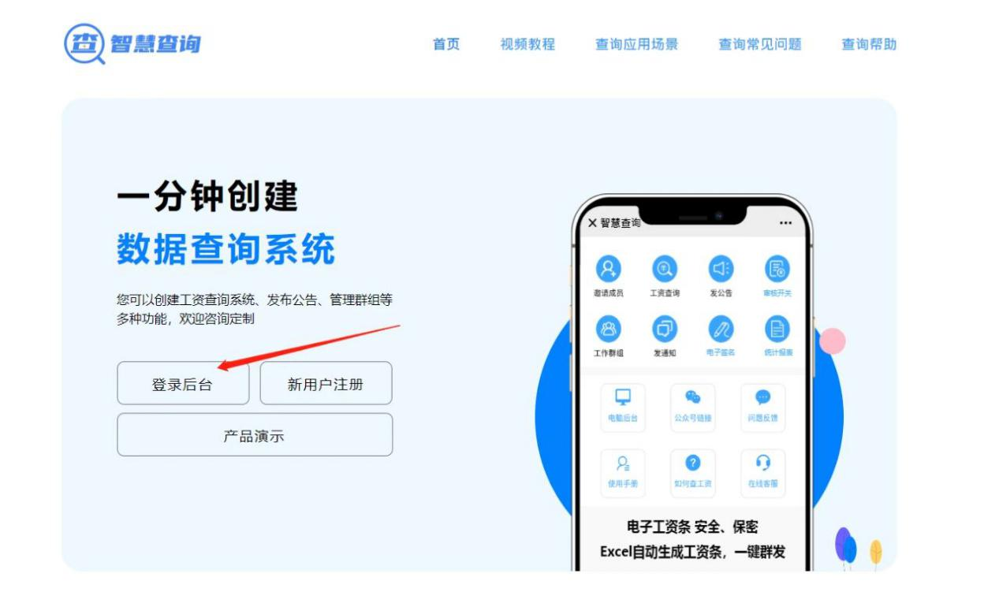 查 智慧查询
首页 视频教程 查询应用场景 查询常见问题 查询帮助
一分钟创建
数据查询系统
您可以创建工资查询系统、发布公告、管理群组等
多种功能，欢迎咨询定制
登录后台 新用户注册
产品演示
X 智慧查询 •••
邀请成员 工资查询 发公告 审核开关
工作群组 发通知 电子签名 统计报表
电脑后台 公众号链接 问题反馈
使用手册 如何查工资 在线客服
电子工资条 安全、保密
Excel自动生成工资条，一键群发